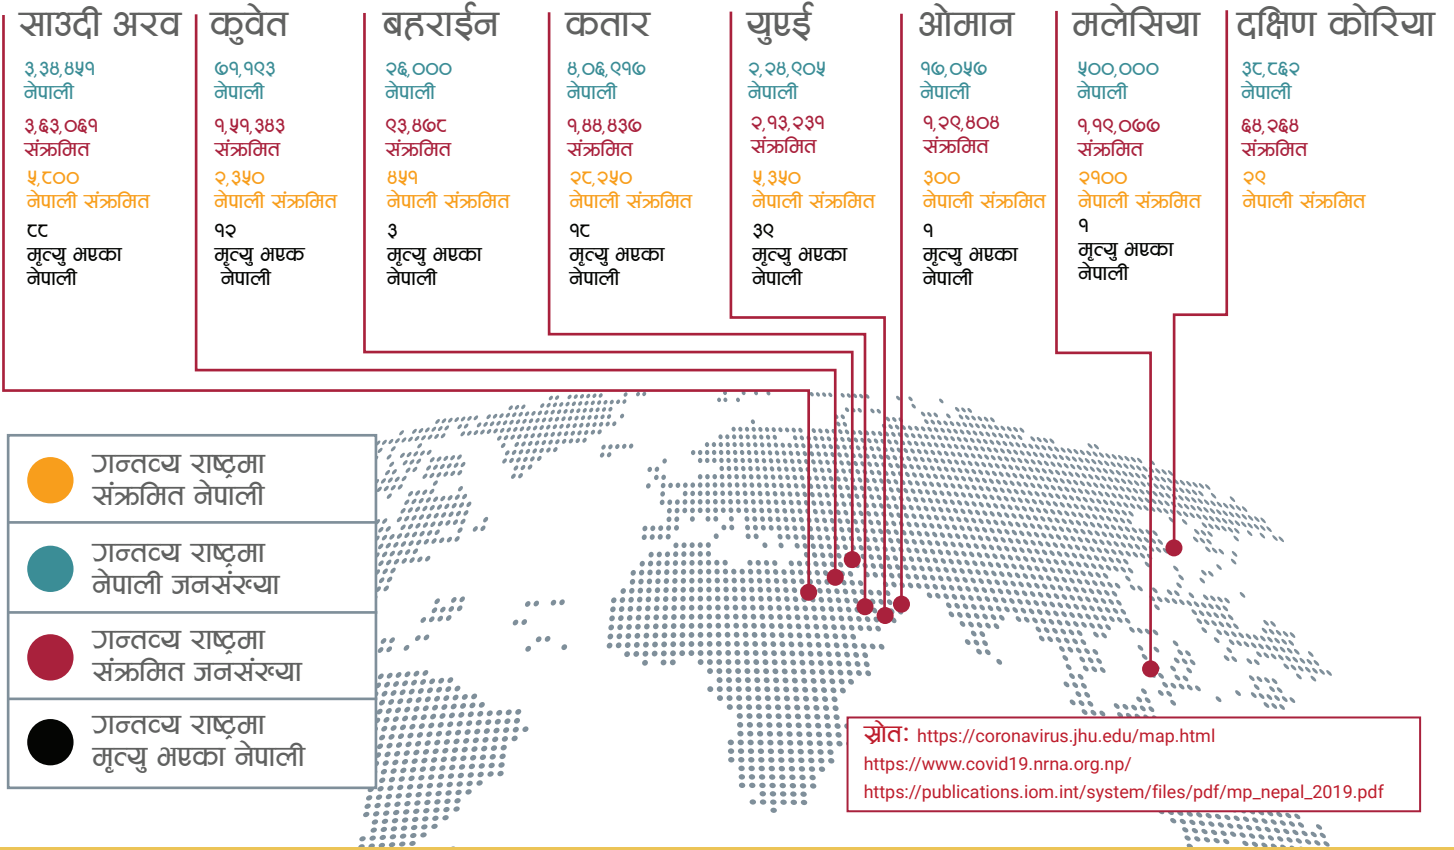 साउदी अरव
३,३४,४५१
नेपाली
३,६३,०६१
संक्रमित
५,८००
नेपाली संक्रमित
८८
मृत्यु भएका
नेपाली
कुवेत
७१,१९३
नेपाली
१,५१,३४३
संक्रमित
२,३५०
नेपाली संक्रमित
१२
मृत्यु भएक
नेपाली
बहराईन
२६,०००
नेपाली
९३,४७८
संक्रमित
४५१
नेपाली संक्रमित
३
मृत्यु भएका
नेपाली
कतार
४,०६,९१७
नेपाली
१,४४,४३७
संक्रमित
२८,२५०
नेपाली संक्रमित
१८
मृत्यु भएका
नेपाली
युएई
२,२४,९०५
नेपाली
२,१३,२३१
संक्रमित
५,३५०
नेपाली संक्रमित
३९
मृत्यु भएका
नेपाली
ओमान
१७,०५७
नेपाली
१,२९,४०४
संक्रमित
३००
नेपाली संक्रमित
१
मृत्यु भएका
नेपाली
मलेसिया
५००,०००
नेपाली
१,१९,०७७
संक्रमित
२१००
नेपाली संक्रमित
१
मृत्यु भएका
नेपाली
दक्षिण कोरिया
३८,८६२
नेपाली
६४,२६४
संक्रमित
२९
नेपाली संक्रमित
गन्तव्य राष्ट्रमा
संक्रमित नेपाली
गन्तव्य राष्ट्रमा
नेपाली जनसंख्या
गन्तव्य राष्ट्रमा
संक्रमित जनसंख्या
गन्तव्य राष्ट्रमा
मृत्यु भएका नेपाली
स्रोत: https://coronavirus.jhu.edu/map.html
https://www.covid19.nrna.org.np/
https://publications.iom.int/system/files/pdf/mp_nepal_2019.pdf